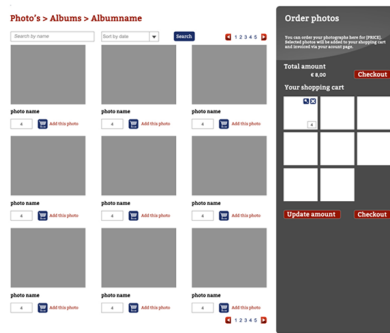 Photo's > Albums > Albumname
Search by name
Sort by date
Search
1 2 3 4 5
photo name
photo name
photo name
4 Add this photo
4 Add this photo
4 Add this photo
photo name
photo name
photo name
4 Add this photo
4 Add this photo
4 Add this photo
photo name
photo name
photo name
4 Add this photo
4 Add this photo
4 Add this photo
1 2 3 4 5
Order photos
You can order your photographs here for [PRICE].
Selected photos will be added to your shopping cart
and invoiced via your acount page.
Total amount
€ 8,00
Checkout
Your shopping cart
4
Update amount
Checkout